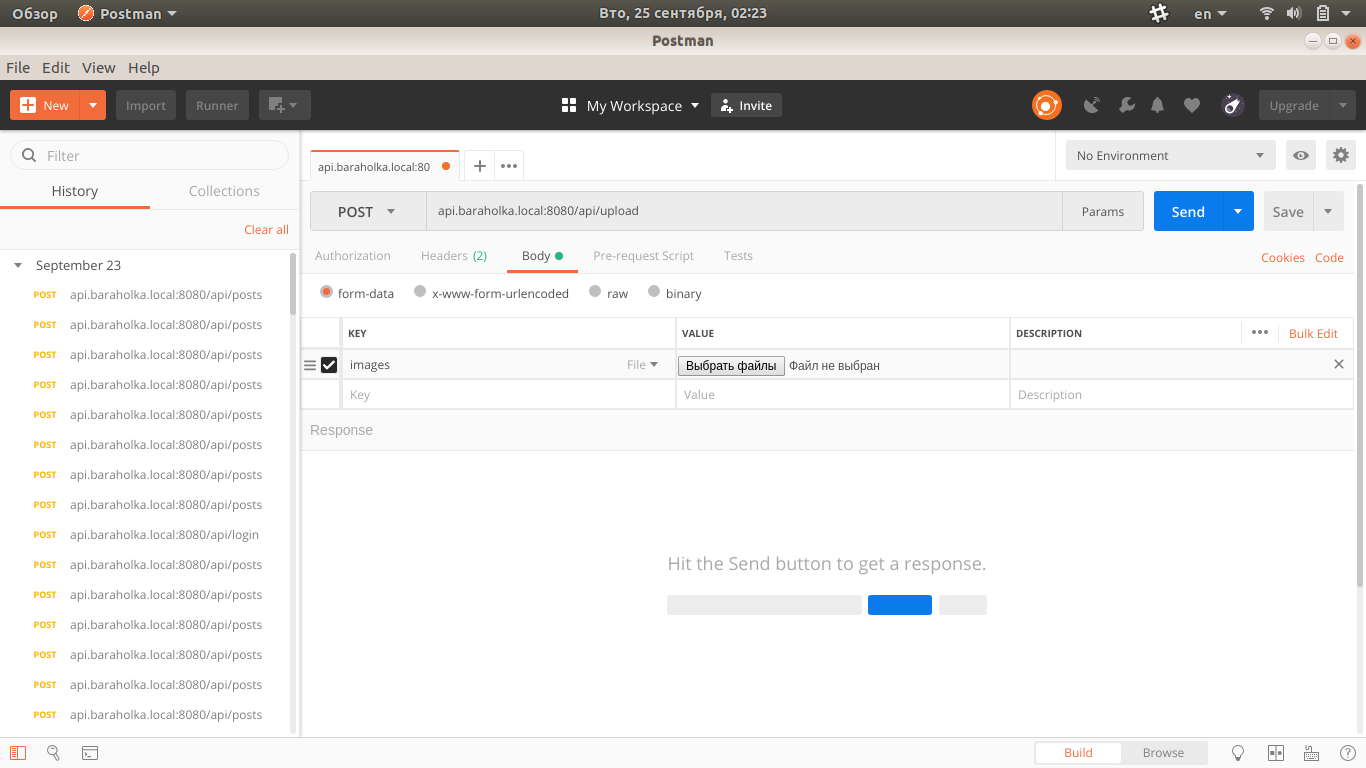 Обзор Postman Вто, 25 сентября, 02:23 en
Postman
File Edit View Help
New Import Runner My Workspace Invite Upgrade
Filter
History Collections
Clear all
September 23
POST api.baraholka.local:8080/api/posts
POST api.baraholka.local:8080/api/posts
POST api.baraholka.local:8080/api/posts
POST api.baraholka.local:8080/api/posts
POST api.baraholka.local:8080/api/posts
POST api.baraholka.local:8080/api/posts
POST api.baraholka.local:8080/api/posts
POST api.baraholka.local:8080/api/posts
POST api.baraholka.local:8080/api/login
POST api.baraholka.local:8080/api/posts
POST api.baraholka.local:8080/api/posts
POST api.baraholka.local:8080/api/posts
POST api.baraholka.local:8080/api/posts
POST api.baraholka.local:8080/api/posts
POST api.baraholka.local:8080/api/posts
api.baraholka.local:80 No Environment
POST api.baraholka.local:8080/api/upload Params Send Save
Authorization Headers (2) Body Pre-request Script Tests Cookies Code
form-data x-www-form-urlencoded raw binary
KEY VALUE DESCRIPTION Bulk Edit
images File Выбрать файлы Файл не выбран
Key Value Description
Response
Hit the Send button to get a response.
Build Browse